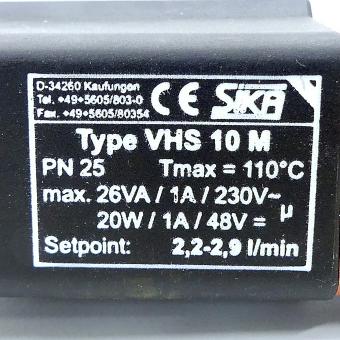 D-34260 Kaufungen
Tel. +49+5605/803-0
Fax. +49+5605/80354
CE SIKA
Type VHS 10 M
PN 25 Tmax = 110°C
max. 26VA / 1A / 230V~
20W / 1A / 48V = μ
Setpoint: 2,2-2,9 l/min